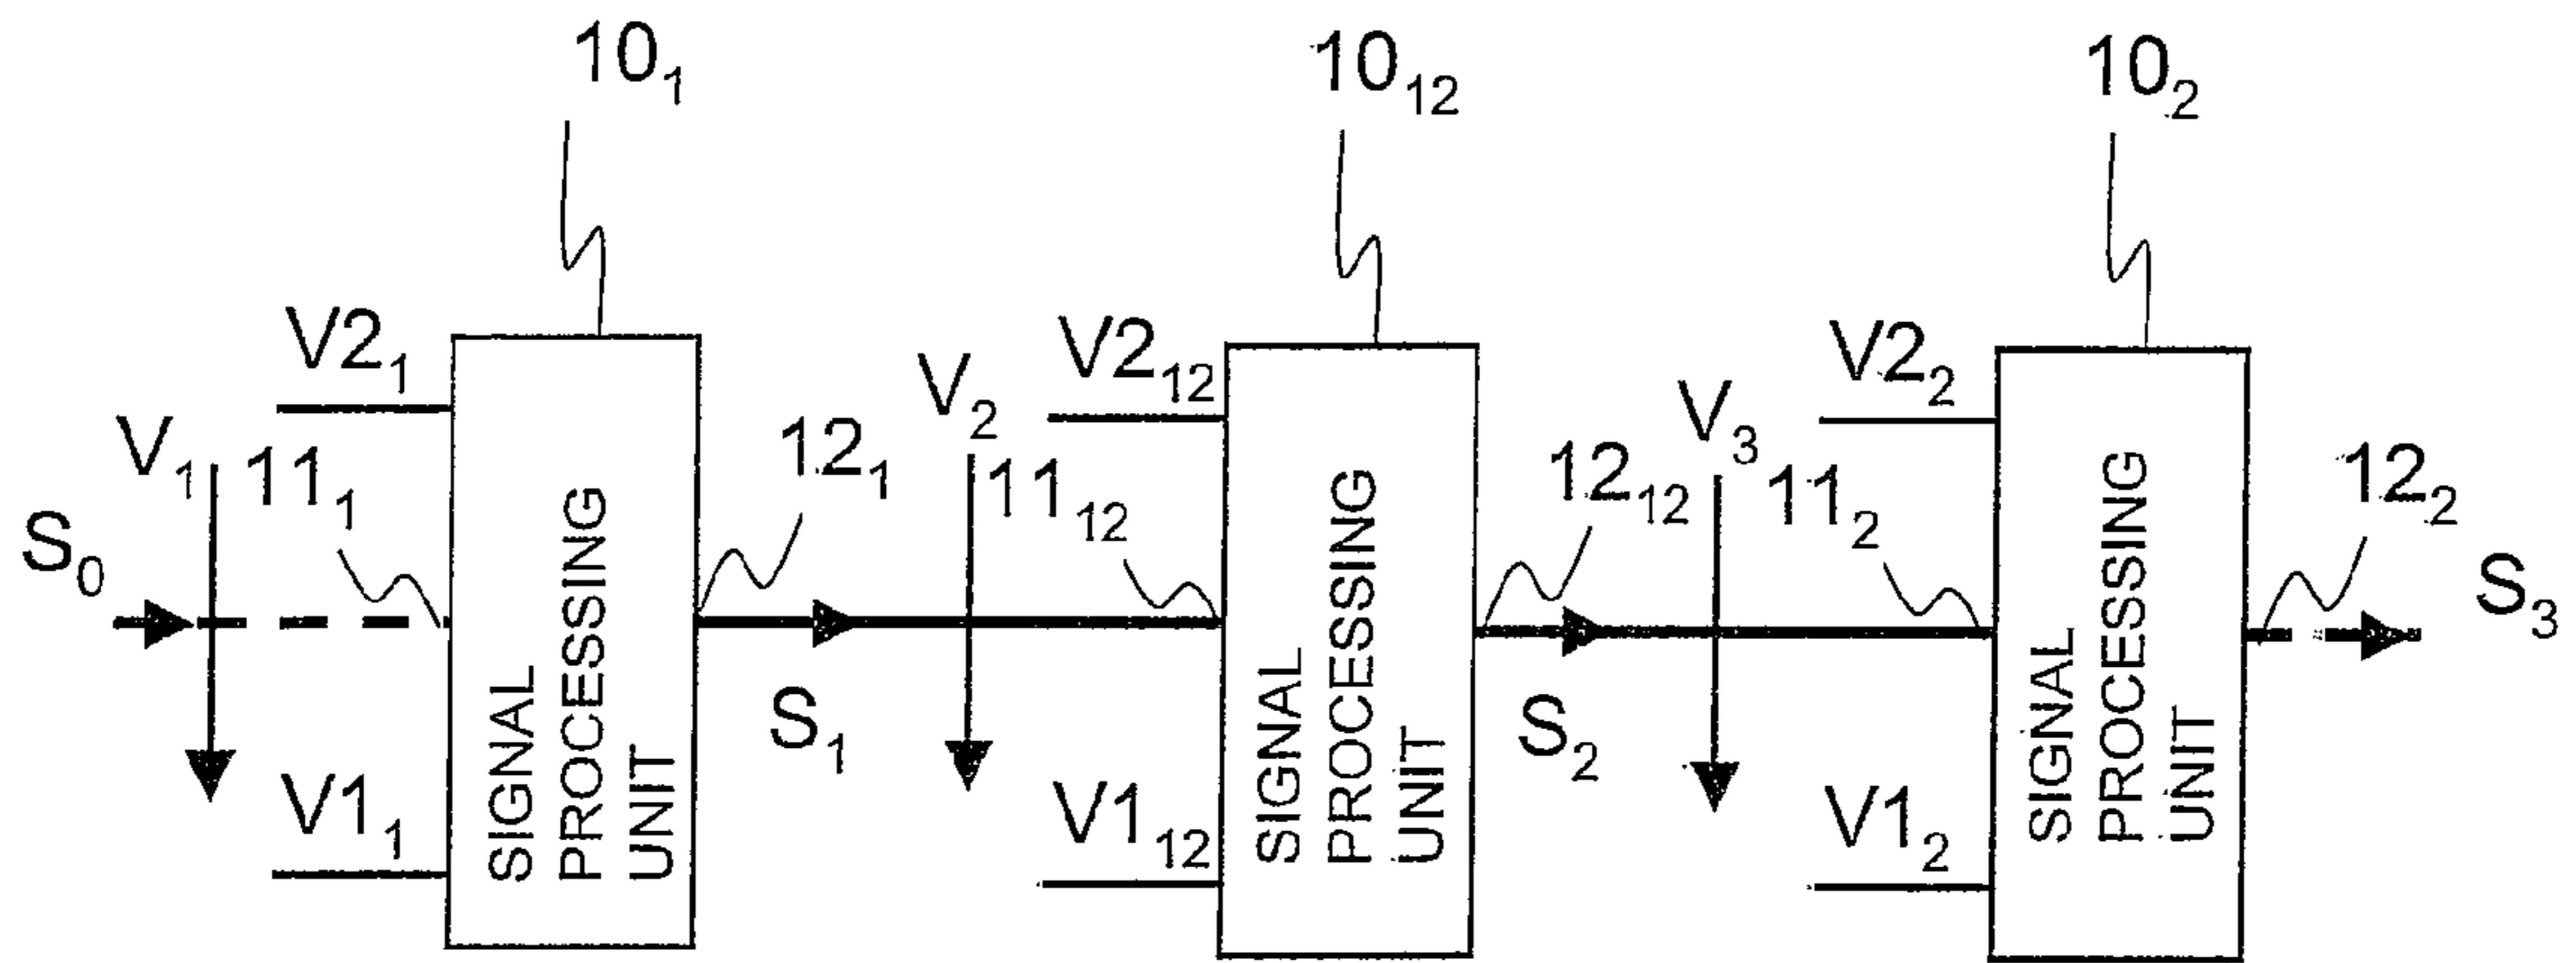 10₁
10₁₂
10₂
V2₁
V₂
V2₁₂
V₃
V2₂
V₁
11₁
12₁
11₁₂
12₁₂
11₂
12₂
S₀
S₃
S₁
S₂
V1₁
V1₁₂
V1₂
SIGNAL
PROCESSING
UNIT
SIGNAL
PROCESSING
UNIT
SIGNAL
PROCESSING
UNIT